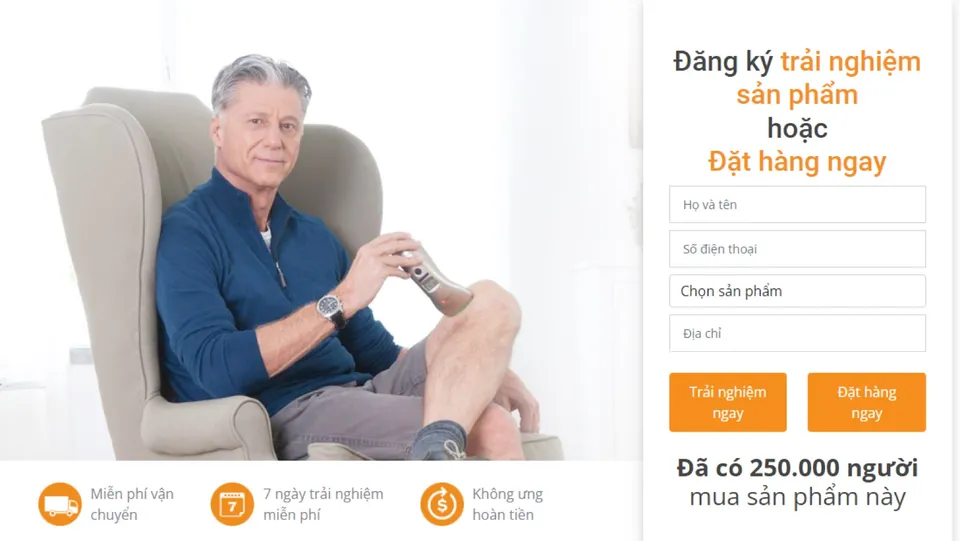 Đăng ký trải nghiệm
sản phẩm
hoặc
Đặt hàng ngay
Họ và tên
Số điện thoại
Chọn sản phẩm
Địa chỉ
Trải nghiệm
ngay
Đặt hàng
ngay
Đã có 250.000 người
mua sản phẩm này
Miễn phí vận
chuyển
7
7 ngày trải nghiệm
miễn phí
$
Không ưng
hoàn tiền